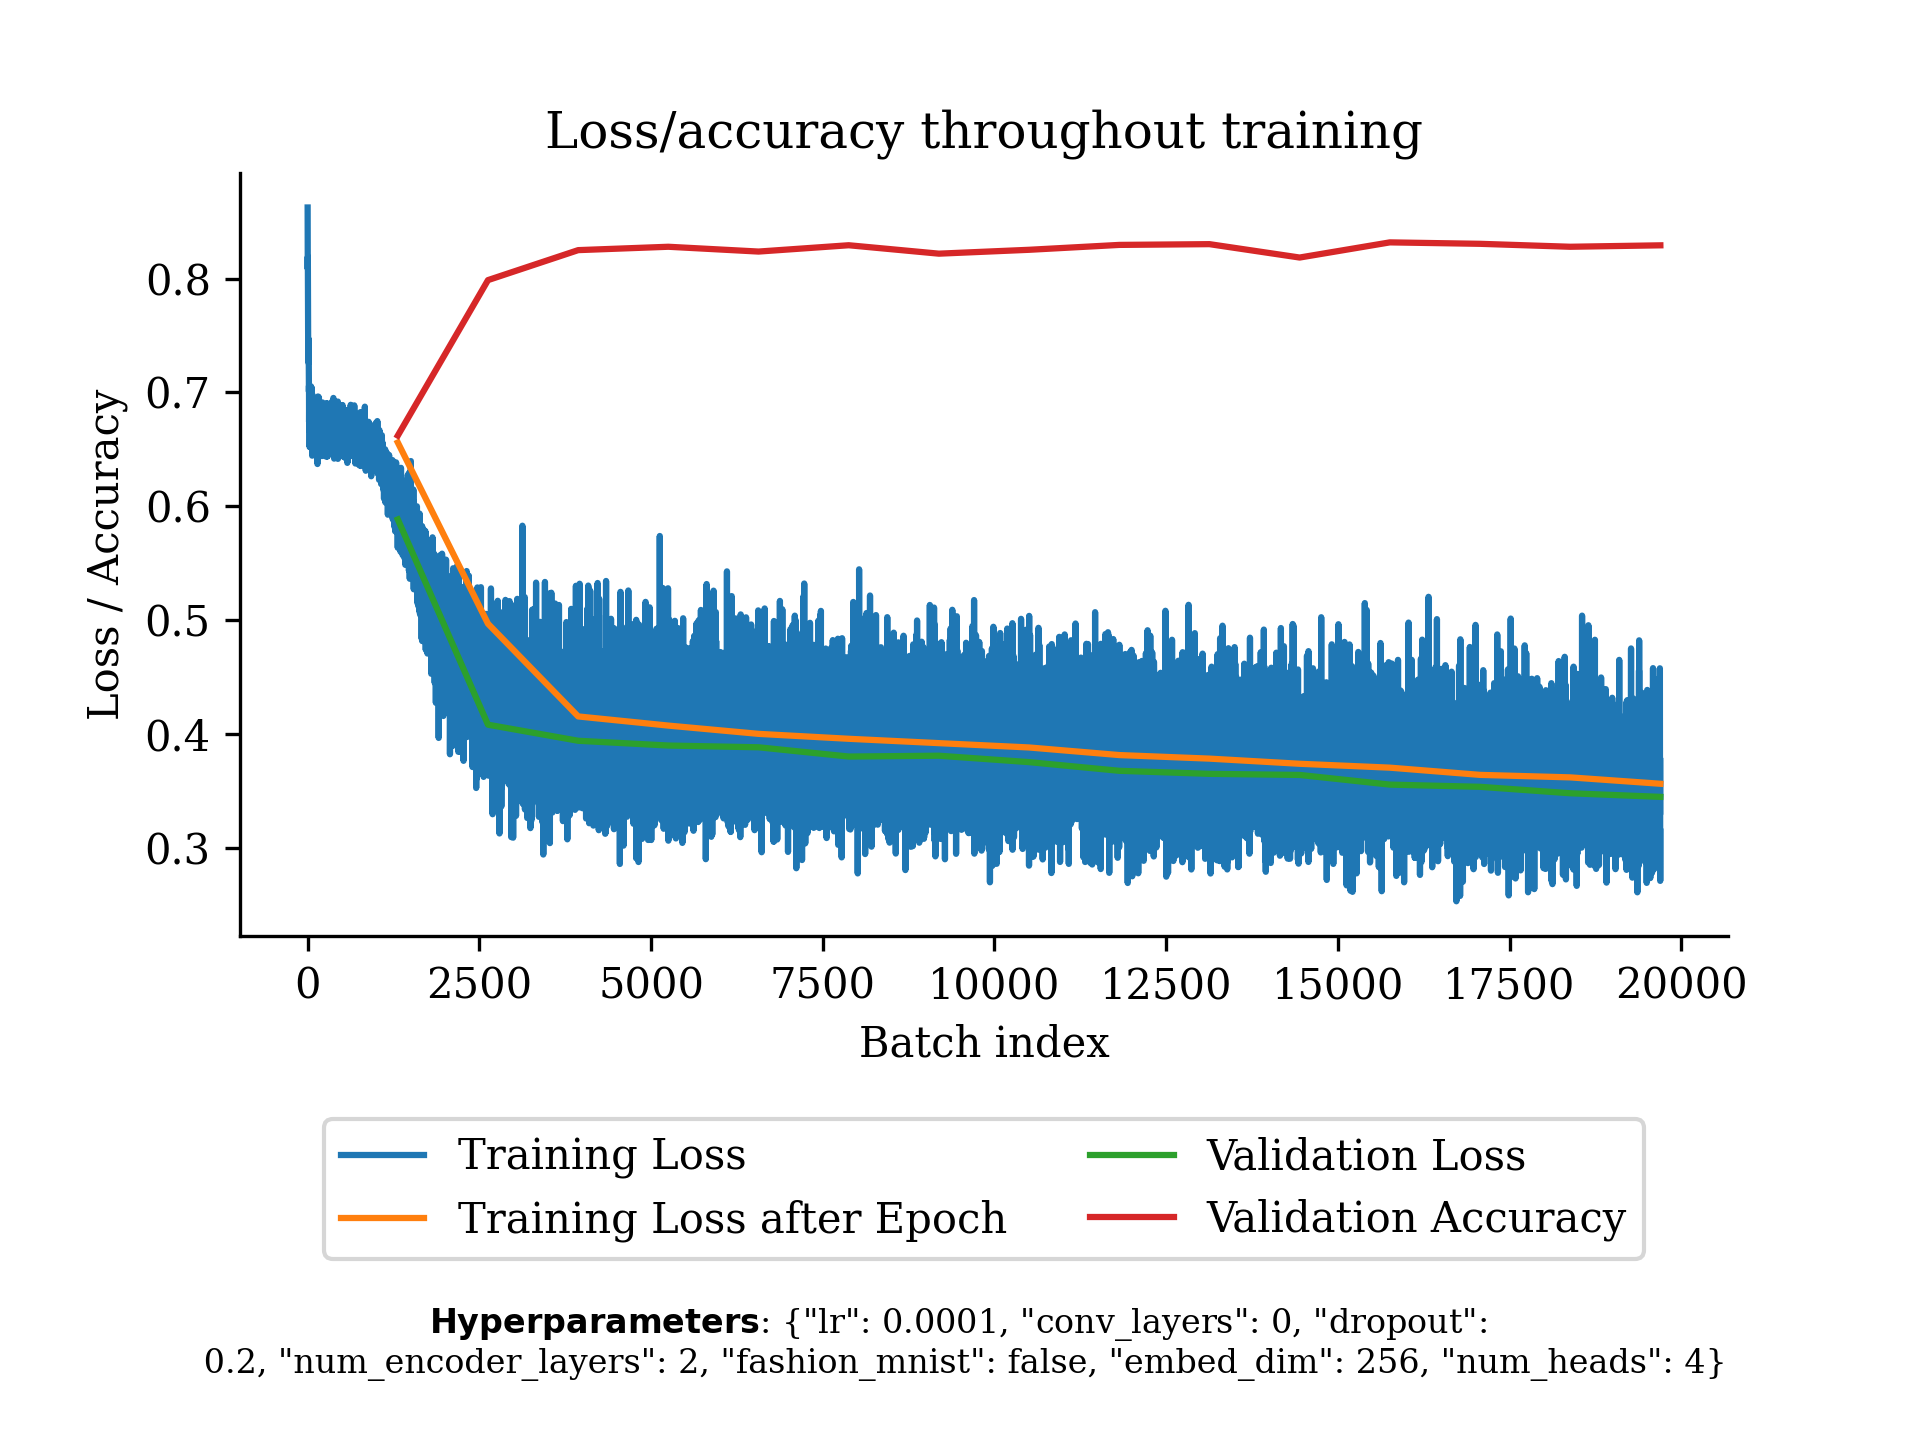 Loss/accuracy throughout training
Loss / Accuracy
0.8
0.7
0.6
0.5
0.4
0.3
0 2500 5000 7500 10000 12500 15000 17500 20000
Batch index
Training Loss
Training Loss after Epoch
Validation Loss
Validation Accuracy
Hyperparameters: {"lr": 0.0001, "conv_layers": 0, "dropout":
0.2, "num_encoder_layers": 2, "fashion_mnist": false, "embed_dim": 256, "num_heads": 4}